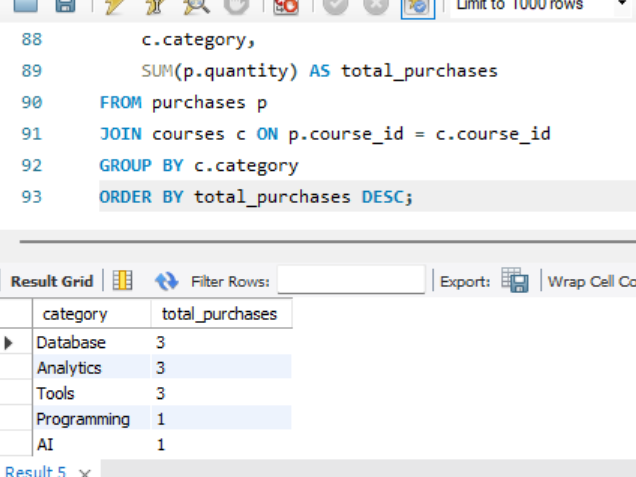 Limit to 1000 rows
88 c.category,
89 SUM(p.quantity) AS total_purchases
90 FROM purchases p
91 JOIN courses c ON p.course_id = c.course_id
92 GROUP BY c.category
93 ORDER BY total_purchases DESC;
Result Grid Filter Rows: Export: Wrap Cell Co
category total_purchases
Database 3
Analytics 3
Tools 3
Programming 1
AI 1
Result 5 ×